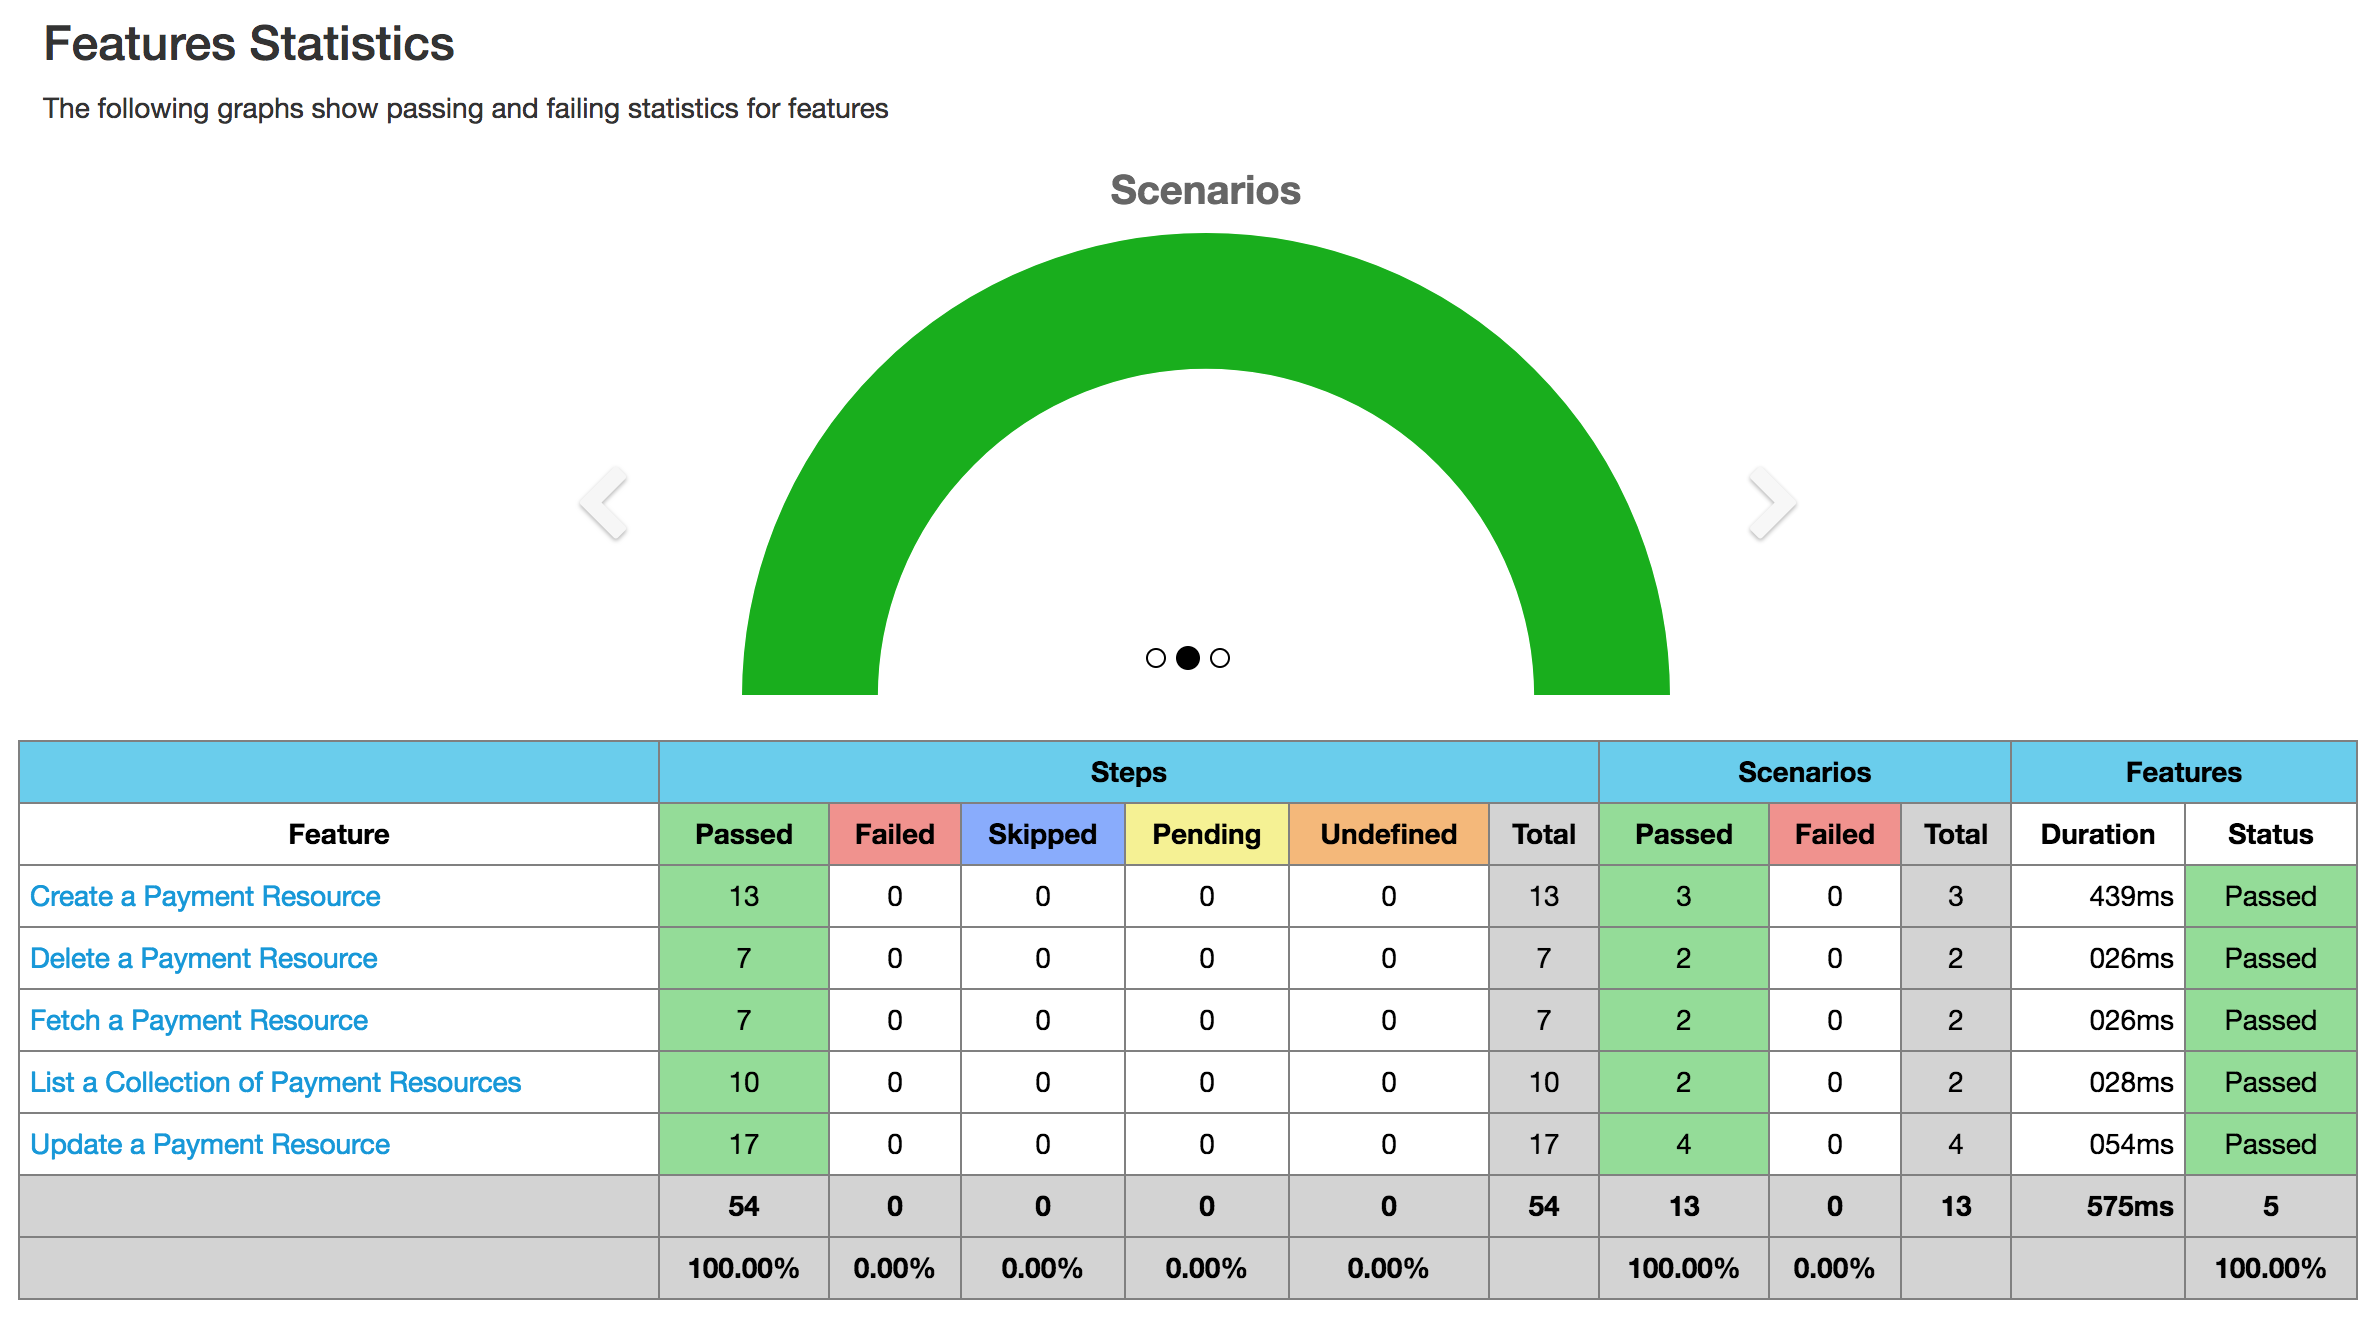 Features Statistics
The following graphs show passing and failing statistics for features
Scenarios
Steps Scenarios Features
Feature Passed Failed Skipped Pending Undefined Total Passed Failed Total Duration Status
Create a Payment Resource 13 0 0 0 0 13 3 0 3 439ms Passed
Delete a Payment Resource 7 0 0 0 0 7 2 0 2 026ms Passed
Fetch a Payment Resource 7 0 0 0 0 7 2 0 2 026ms Passed
List a Collection of Payment Resources 10 0 0 0 0 10 2 0 2 028ms Passed
Update a Payment Resource 17 0 0 0 0 17 4 0 4 054ms Passed
54 0 0 0 0 54 13 0 13 575ms 5
100.00% 0.00% 0.00% 0.00% 0.00% 100.00% 0.00% 100.00%